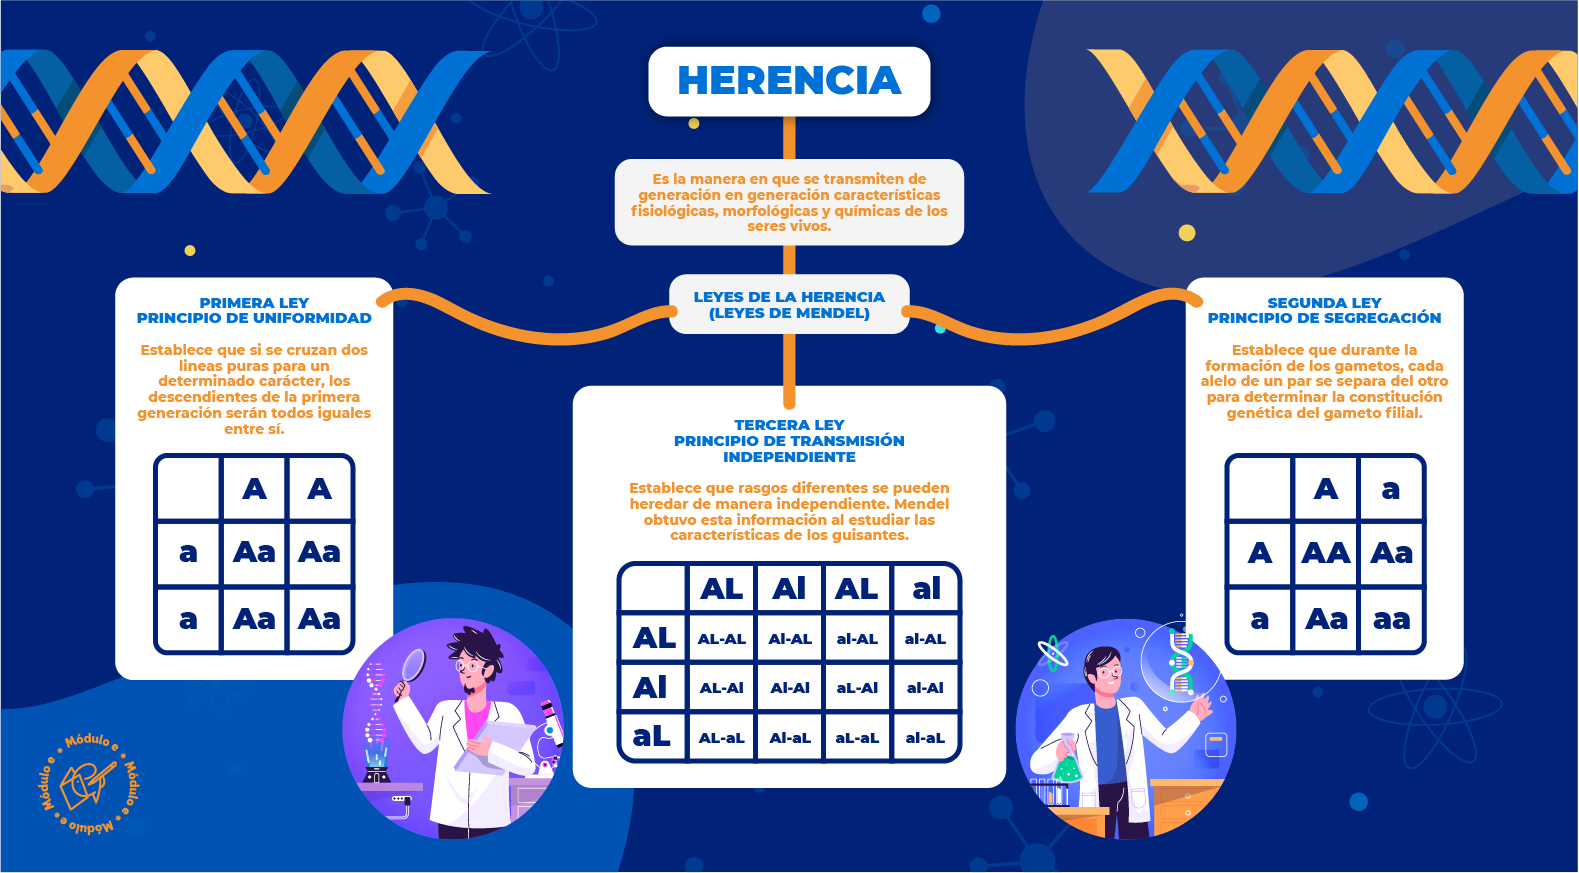 HERENCIA
Es la manera en que se transmiten de
generación en generación características
fisiológicas, morfológicas y químicas de los
seres vivos.
LEYES DE LA HERENCIA
(LEYES DE MENDEL)
PRIMERA LEY
PRINCIPIO DE UNIFORMIDAD
Establece que si se cruzan dos
lineas puras para un
determinado carácter, los
descendientes de la primera
generación serán todos iguales
entre sí.
A A
a Aa Aa
a Aa Aa
TERCERA LEY
PRINCIPIO DE TRANSMISIÓN
INDEPENDIENTE
Establece que rasgos diferentes se pueden
heredar de manera independiente. Mendel
obtuvo esta información al estudiar las
características de los guisantes.
AL Al AL al
AL AL-AL Al-AL al-AL al-AL
Al AL-Al Al-Al aL-Al al-Al
aL AL-aL Al-aL aL-aL al-aL
SEGUNDA LEY
PRINCIPIO DE SEGREGACIÓN
Establece que durante la
formación de los gametos, cada
alelo de un par se separa del otro
para determinar la constitución
genética del gameto filial.
A a
A AA Aa
a Aa aa
Módulo e * Módulo e * Módulo e * Módulo e *